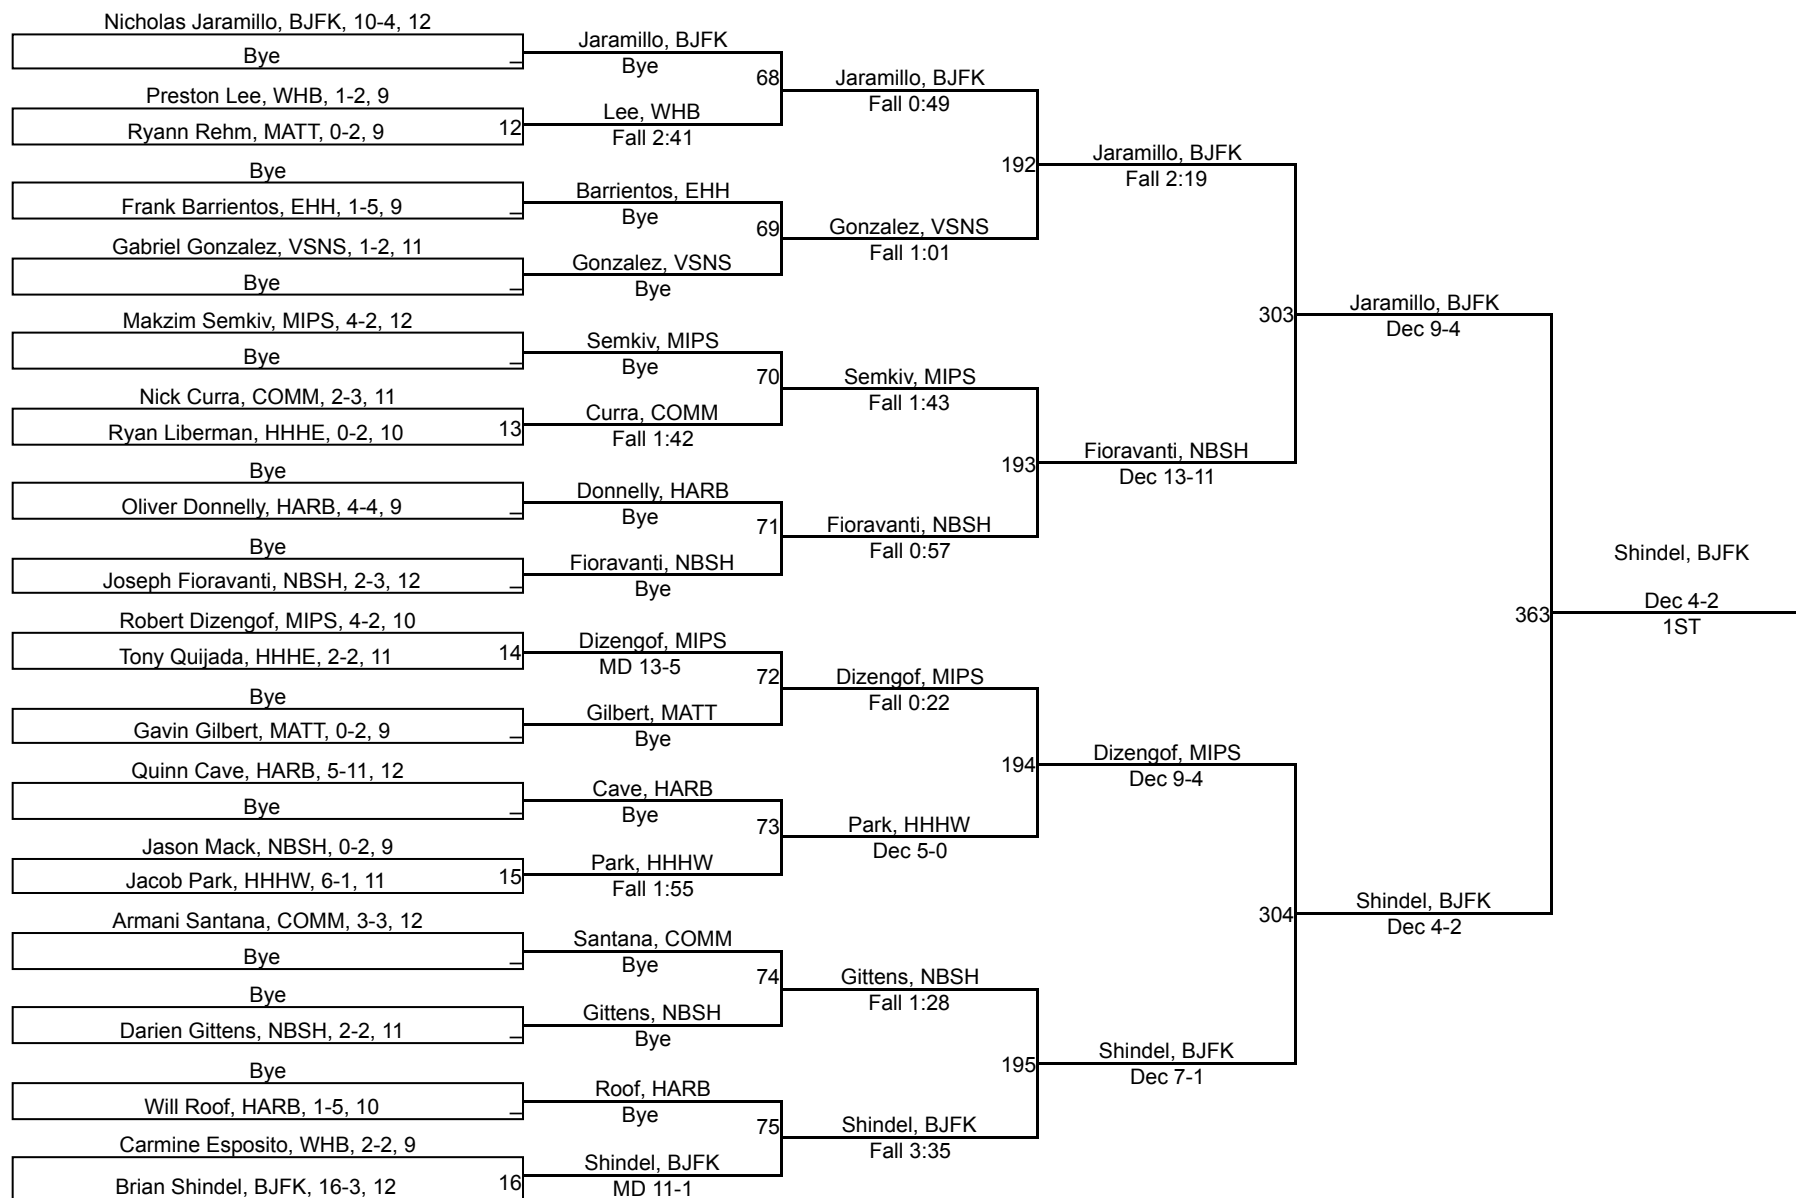 Nicholas Jaramillo, BJFK, 10-4, 12
Bye
Preston Lee, WHB, 1-2, 9
Ryann Rehm, MATT, 0-2, 9
12
Bye
Frank Barrientos, EHH, 1-5, 9
Gabriel Gonzalez, VSNS, 1-2, 11
Bye
Makzim Semkiv, MIPS, 4-2, 12
Bye
Nick Curra, COMM, 2-3, 11
Ryan Liberman, HHHE, 0-2, 10
13
Bye
Oliver Donnelly, HARB, 4-4, 9
Bye
Joseph Fioravanti, NBSH, 2-3, 12
Robert Dizengof, MIPS, 4-2, 10
Tony Quijada, HHHE, 2-2, 11
14
Bye
Gavin Gilbert, MATT, 0-2, 9
Quinn Cave, HARB, 5-11, 12
Bye
Jason Mack, NBSH, 0-2, 9
Jacob Park, HHHW, 6-1, 11
15
Armani Santana, COMM, 3-3, 12
Bye
Bye
Darien Gittens, NBSH, 2-2, 11
Bye
Will Roof, HARB, 1-5, 10
Carmine Esposito, WHB, 2-2, 9
Brian Shindel, BJFK, 16-3, 12
16
Jaramillo, BJFK
Bye
68
Lee, WHB
Fall 2:41
Barrientos, EHH
Bye
69
Gonzalez, VSNS
Bye
Semkiv, MIPS
Bye
70
Curra, COMM
Fall 1:42
Donnelly, HARB
Bye
71
Fioravanti, NBSH
Bye
Dizengof, MIPS
MD 13-5
72
Gilbert, MATT
Bye
Cave, HARB
Bye
73
Park, HHHW
Fall 1:55
Santana, COMM
Bye
74
Gittens, NBSH
Bye
Roof, HARB
Bye
75
Shindel, BJFK
MD 11-1
Jaramillo, BJFK
Fall 0:49
192
Gonzalez, VSNS
Fall 1:01
Semkiv, MIPS
Fall 1:43
193
Fioravanti, NBSH
Fall 0:57
Dizengof, MIPS
Fall 0:22
194
Park, HHHW
Dec 5-0
Gittens, NBSH
Fall 1:28
195
Shindel, BJFK
Fall 3:35
Jaramillo, BJFK
Fall 2:19
303
Fioravanti, NBSH
Dec 13-11
Dizengof, MIPS
Dec 9-4
304
Shindel, BJFK
Dec 7-1
Jaramillo, BJFK
Dec 9-4
363
Shindel, BJFK
Dec 4-2
Shindel, BJFK
Dec 4-2
1ST